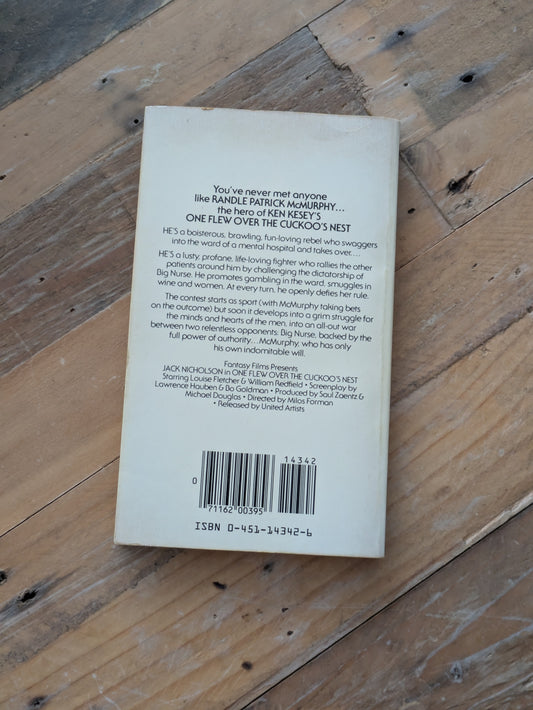 You've never met anyone
like RANDLE PATRICK McMURPHY...
the hero of KEN KESEY'S
ONE FLEW OVER THE CUCKOO'S NEST
HE'S a boisterous, brawling, fun-loving rebel who swaggers
into the ward of a mental hospital and takes over....
HE'S a lusty, profane, life-loving fighter who rallies the other
patients around him by challenging the dictatorship of
Big Nurse. He promotes gambling in the ward, smuggles in
wine and women. At every turn, he openly defies her rule.
The contest starts as sport (with McMurphy taking bets
on the outcome) but soon it develops into a grim struggle for
the minds and hearts of the men, into an all-out war
between two relentless opponents: Big Nurse, backed by the
full power of authority...McMurphy, who has only
his own indomitable will.
Fantasy Films Presents
JACK NICHOLSON in ONE FLEW OVER THE CUCKOO'S NEST
Starring Louise Fletcher & William Redfield • Screenplay by
Lawrence Hauben & Bo Goldman • Produced by Saul Zaentz &
Michael Douglas • Directed by Milos Forman
• Released by United Artists
14342
0
71162 00395
ISBN 0-451-14342-6